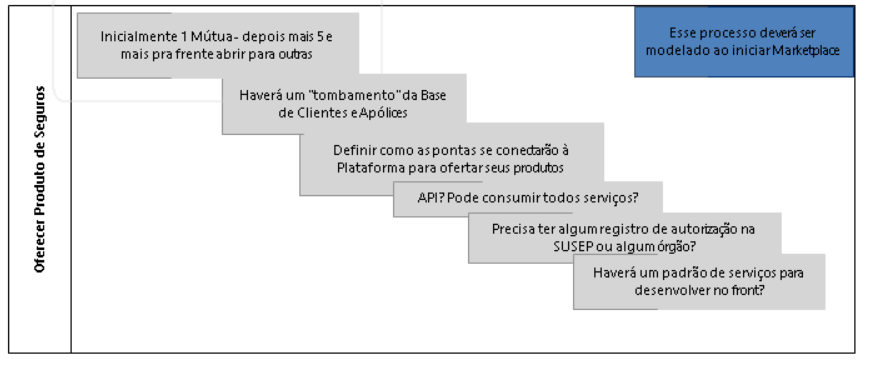 Oferecer Produto de Seguros
Inicialmente 1 Mútua- depois mais 5 e
mais pra frente abrir para outras
Esse processo deverá ser
modelado ao iniciar Marketplace
Haverá um "tombamento" da Base
de Clientes e Apólices
Definir como as pontas se conectarão à
Plataforma para ofertar seus produtos
API? Pode consumir todos serviços?
Precisa ter algum registro de autorização na
SUSEP ou algum órgão?
Haverá um padrão de serviços para
desenvolver no front?